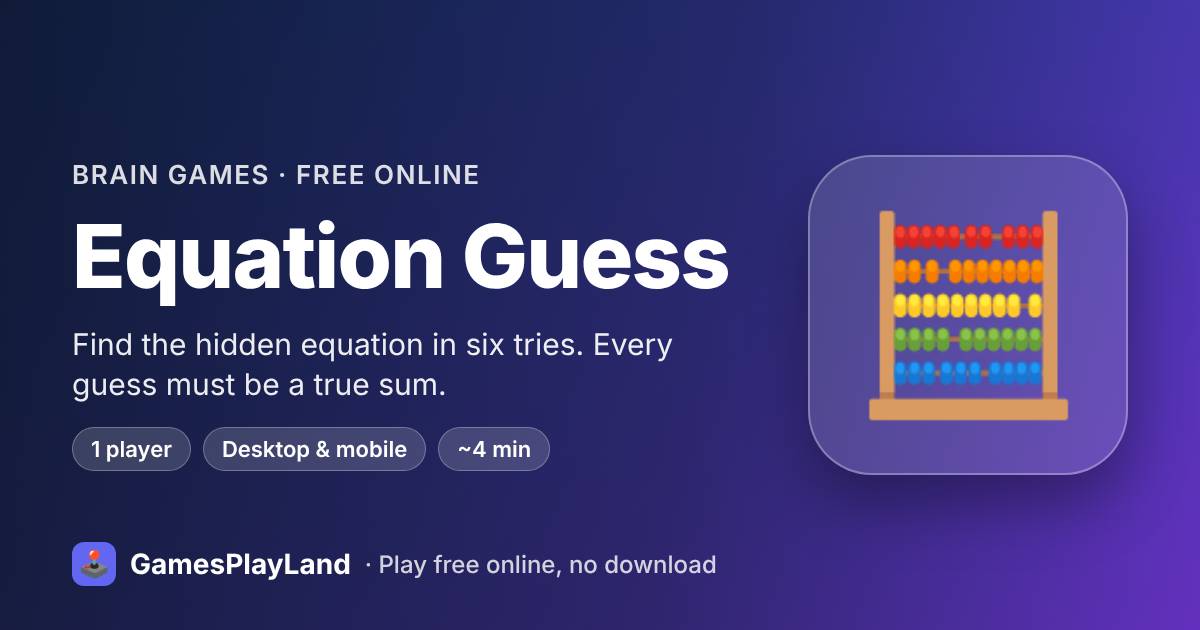 BRAIN GAMES · FREE ONLINE
Equation Guess
Find the hidden equation in six tries. Every
guess must be a true sum.
1 player
Desktop & mobile
~4 min
GamesPlayLand · Play free online, no download